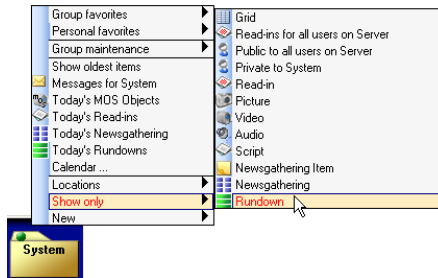 Group favorites
Personal favorites
Group maintenance
Show oldest items
Messages for System
Today's MOS Objects
Today's Read-ins
Today's Newsgathering
Today's Rundowns
Calendar ...
Locations
Show only
New
Grid
Read-ins for all users on Server
Public to all users on Server
Private to System
Read-in
Picture
Video
Audio
Script
Newsgathering Item
Newsgathering
Rundown
System